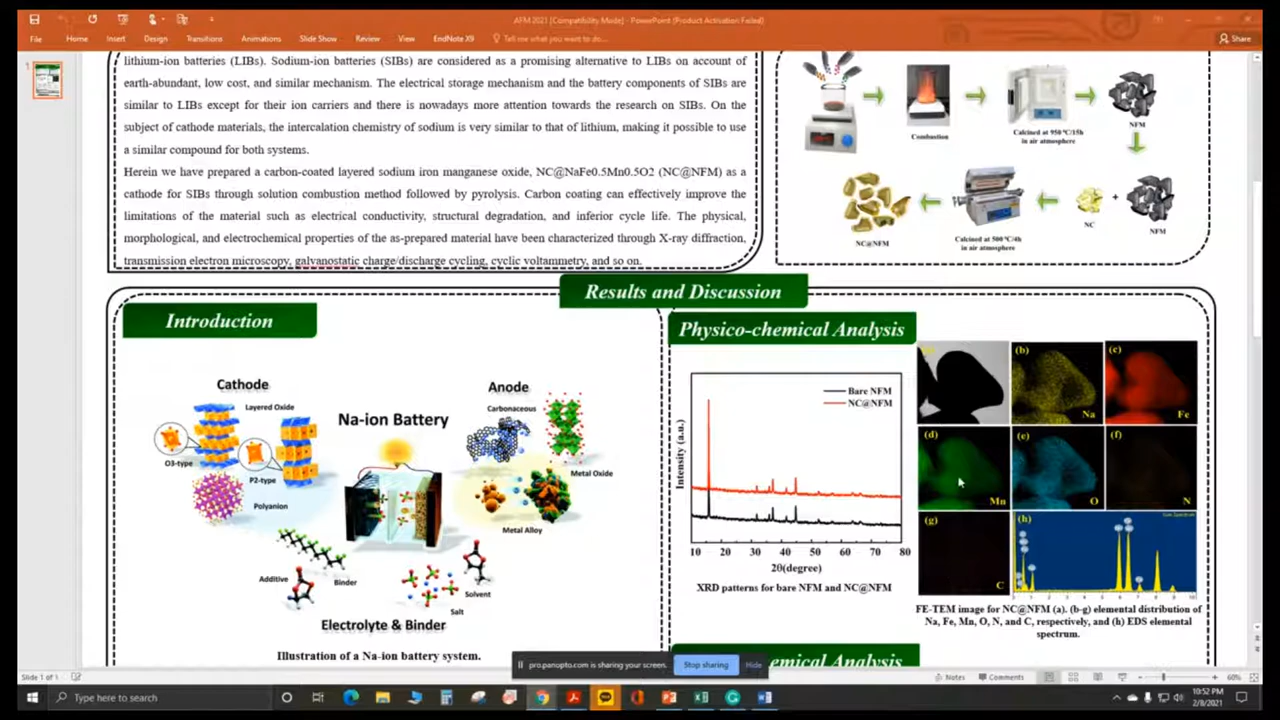 AFM 2021 [Compatibility Mode] - PowerPoint (Product Activation Failed)
File Home Insert Design Transitions Animations Slide Show Review View EndNote X9 Tell me what you want to do... Share
1
lithium-ion batteries (LIBs). Sodium-ion batteries (SIBs) are considered as a promising alternative to LIBs on account of
earth-abundant, low cost, and similar mechanism. The electrical storage mechanism and the battery components of SIBs are
similar to LIBs except for their ion carriers and there is nowadays more attention towards the research on SIBs. On the
subject of cathode materials, the intercalation chemistry of sodium is very similar to that of lithium, making it possible to use
a similar compound for both systems.
Herein we have prepared a carbon-coated layered sodium iron manganese oxide, NC@NaFe0.5Mn0.5O2 (NC@NFM) as a
cathode for SIBs through solution combustion method followed by pyrolysis. Carbon coating can effectively improve the
limitations of the material such as electrical conductivity, structural degradation, and inferior cycle life. The physical,
morphological, and electrochemical properties of the as-prepared material have been characterized through X-ray diffraction,
transmission electron microscopy, galvanostatic charge/discharge cycling, cyclic voltammetry, and so on.
Combustion
Calcined at 950 ºC/15h
in air atmosphere
NFM
NC@NFM
Calcined at 500 ºC/4h
in air atmosphere
NC
+
NFM
Results and Discussion
Introduction
Cathode
Layered Oxide
O3-type
P2-type
Polyanion
Na-ion Battery
Anode
Carbonaceous
Metal Oxide
Metal Alloy
Additive
Binder
Solvent
Salt
Electrolyte & Binder
Illustration of a Na-ion battery system.
Physico-chemical Analysis
Bare NFM
NC@NFM
Intensity (a.u.)
10 20 30 40 50 60 70 80
2θ(degree)
XRD patterns for bare NFM and NC@NFM
(b) Na
(c) Fe
(d) Mn
(e) O
(f) N
(g) C
(h)
FE-TEM image for NC@NFM (a). (b-g) elemental distribution of
Na, Fe, Mn, O, N, and C, respectively, and (h) EDS elemental
spectrum.
emical Analysis
pro.panopto.com is sharing your screen. Stop sharing Hide
Slide 1 of 1 Notes Comments 60%
Type here to search
10:52 PM
2/8/2021